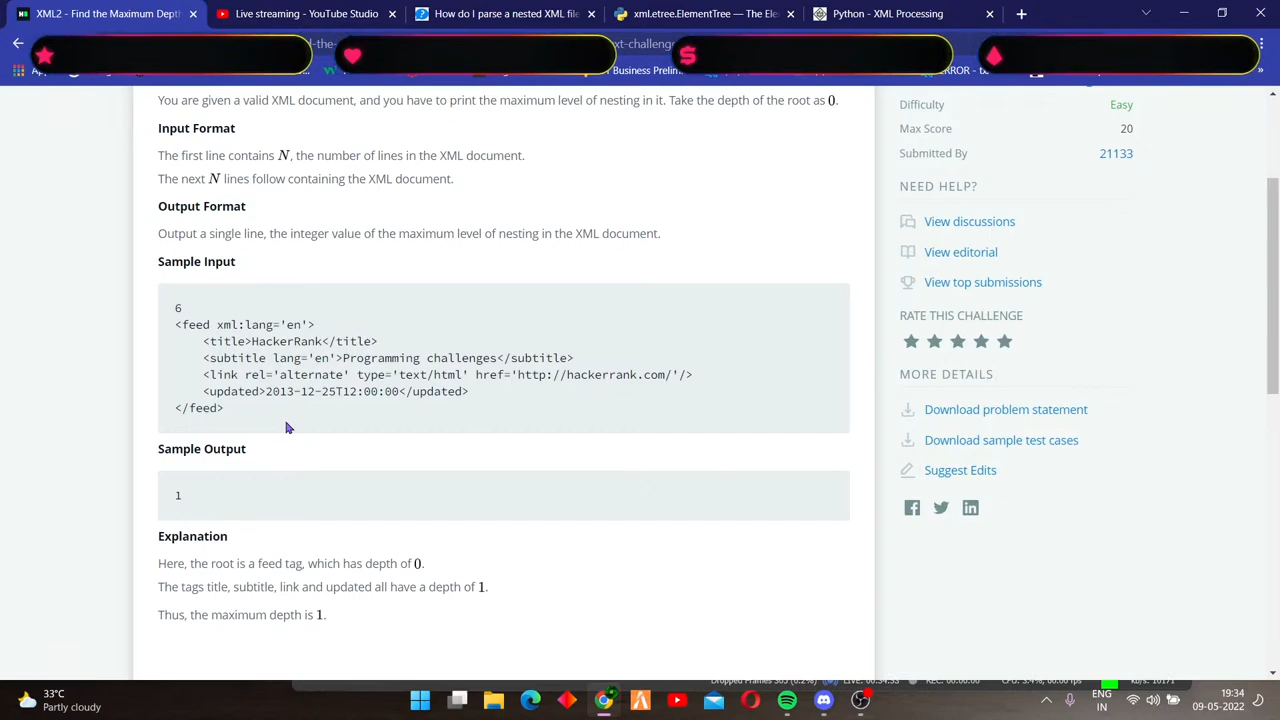 XML2 - Find the Maximum Depth
Live streaming - YouTube Studio
How do I parse a nested XML file
xml.etree.ElementTree — The Ele
Python - XML Processing
You are given a valid XML document, and you have to print the maximum level of nesting in it. Take the depth of the root as 0.
Input Format
The first line contains N, the number of lines in the XML document.
The next N lines follow containing the XML document.
Output Format
Output a single line, the integer value of the maximum level of nesting in the XML document.
Sample Input
6
<feed xml:lang='en'>
<title>HackerRank</title>
<subtitle lang='en'>Programming challenges</subtitle>
<link rel='alternate' type='text/html' href='http://hackerrank.com/'/>
<updated>2013-12-25T12:00:00</updated>
</feed>
Sample Output
1
Explanation
Here, the root is a feed tag, which has depth of 0.
The tags title, subtitle, link and updated all have a depth of 1.
Thus, the maximum depth is 1.
Difficulty Easy
Max Score 20
Submitted By 21133
NEED HELP?
View discussions
View editorial
View top submissions
RATE THIS CHALLENGE
MORE DETAILS
Download problem statement
Download sample test cases
Suggest Edits
33°C
Partly cloudy
ENG
IN
19:34
09-05-2022